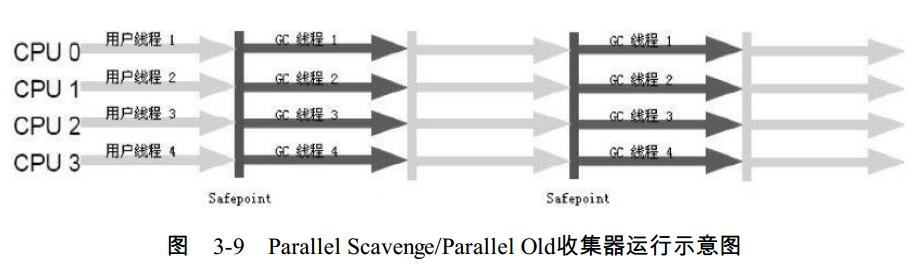 CPU 0 用户线程 1 GC 线程 1 GC 线程 1
CPU 1 用户线程 2 GC 线程 2 GC 线程 2
CPU 2 用户线程 3 GC 线程 3 GC 线程 3
CPU 3 用户线程 4 GC 线程 4 GC 线程 4
Safepoint Safepoint
图 3-9 Parallel Scavenge/Parallel Old收集器运行示意图